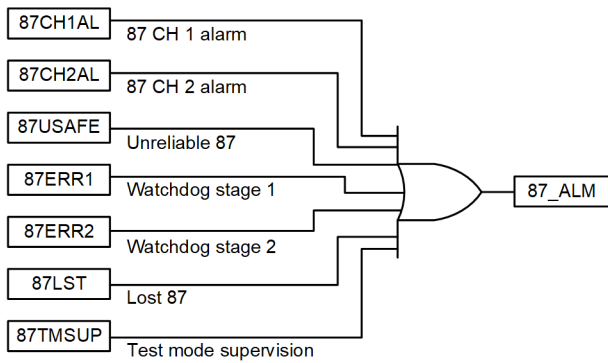 87CH1AL
87 CH 1 alarm
87CH2AL
87 CH 2 alarm
87USAFE
Unreliable 87
87ERR1
Watchdog stage 1
87_ALM
87ERR2
Watchdog stage 2
87LST
Lost 87
87TMSUP
Test mode supervision